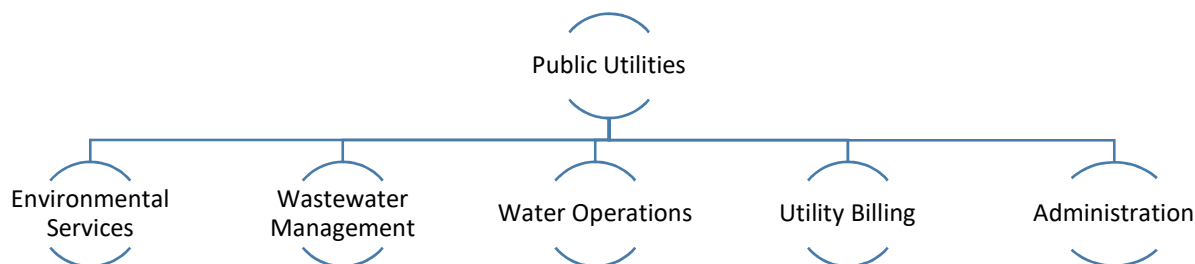 Public Utilities
Environmental
Services
Wastewater
Management
Water Operations
Utility Billing
Administration